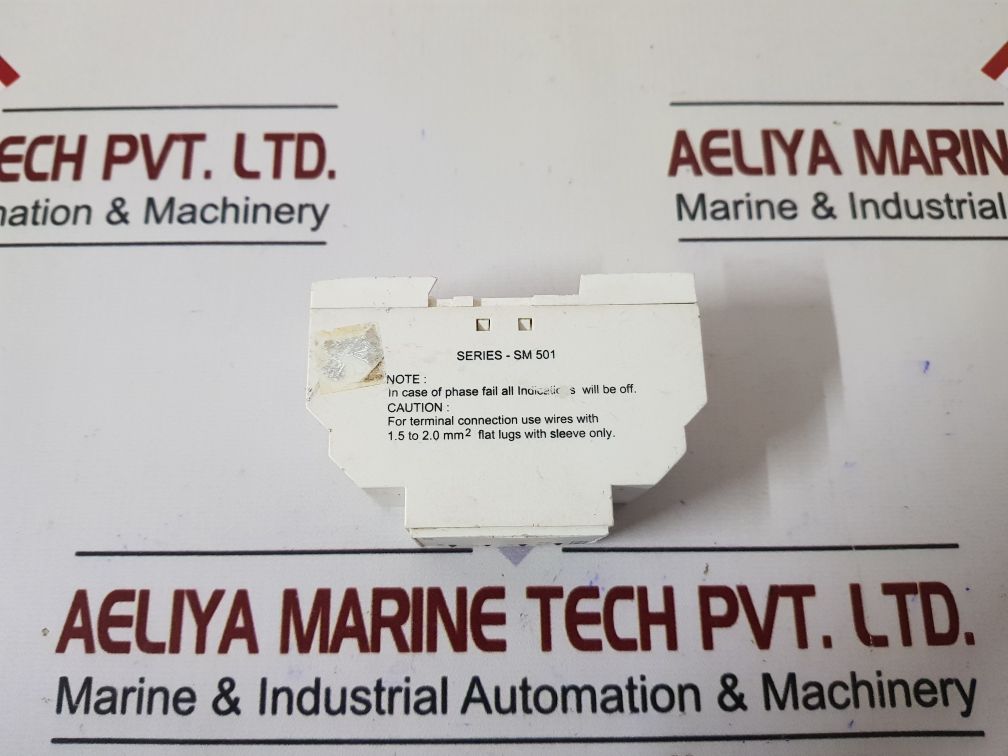 ECH PVT. LTD.
nation & Machinery
AELIYA MARIN
Marine & Industrial
SERIES - SM 501
NOTE :
In case of phase fail all Indications will be off.
CAUTION :
For terminal connection use wires with
1.5 to 2.0 mm² flat lugs with sleeve only.
AELIYA MARINE TECH PVT. LTD.
Marine & Industrial Automation & Machinery